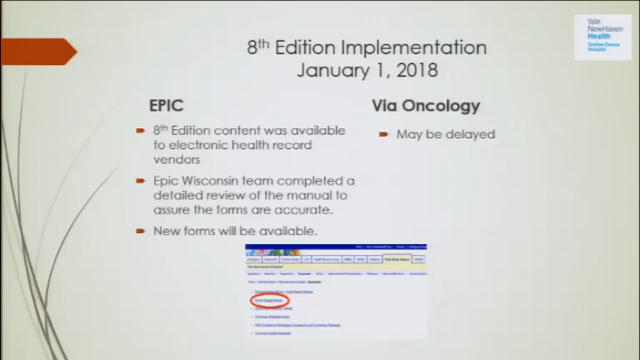 8th Edition Implementation
January 1, 2018
Yale
NewHaven
Health
Smilow Cancer
Hospital
EPIC
8th Edition content was available
to electronic health record
vendors
Epic Wisconsin team completed a
detailed review of the manual to
assure the forms are accurate.
New forms will be available.
Via Oncology
May be delayed